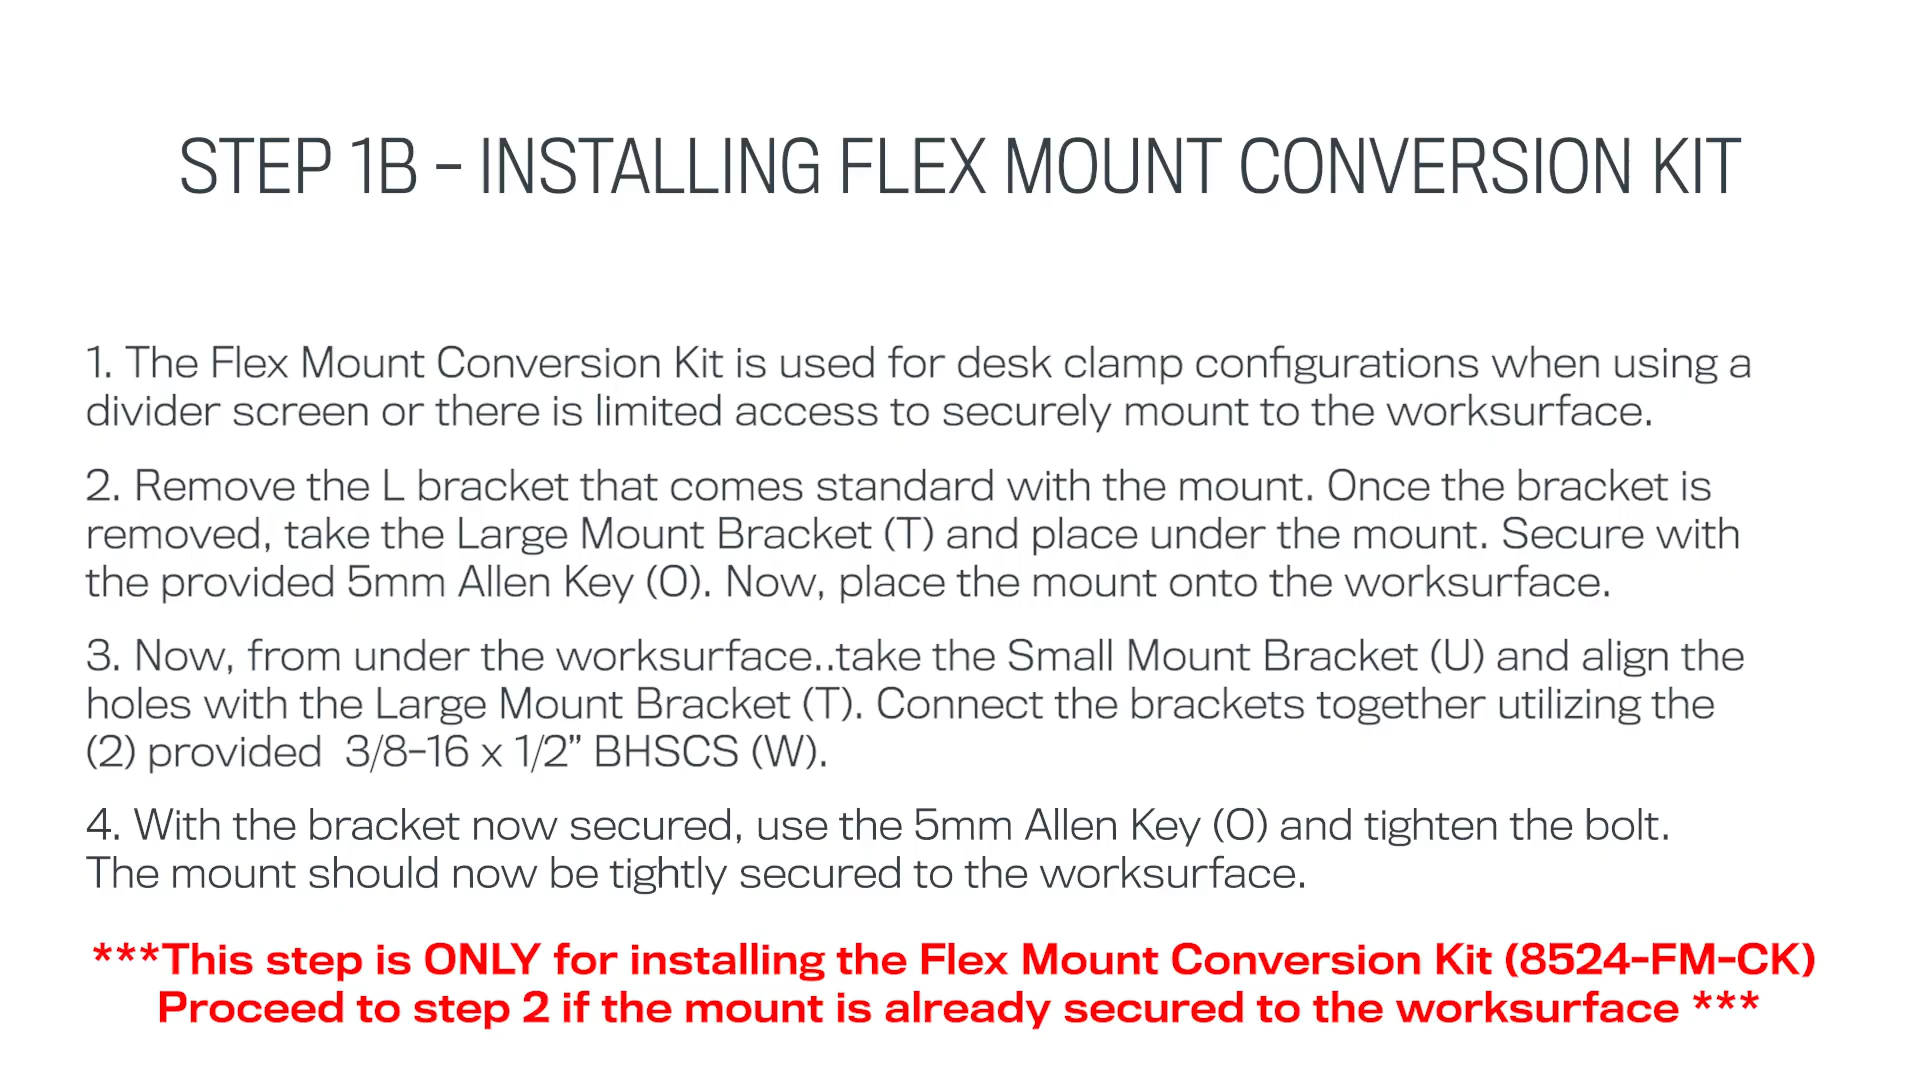 STEP 1B - INSTALLING FLEX MOUNT CONVERSION KIT
1. The Flex Mount Conversion Kit is used for desk clamp configurations when using a
divider screen or there is limited access to securely mount to the worksurface.
2. Remove the L bracket that comes standard with the mount. Once the bracket is
removed, take the Large Mount Bracket (T) and place under the mount. Secure with
the provided 5mm Allen Key (O). Now, place the mount onto the worksurface.
3. Now, from under the worksurface..take the Small Mount Bracket (U) and align the
holes with the Large Mount Bracket (T). Connect the brackets together utilizing the
(2) provided  3/8-16 x 1/2” BHSCS (W).
4. With the bracket now secured, use the 5mm Allen Key (O) and tighten the bolt.
The mount should now be tightly secured to the worksurface.
***This step is ONLY for installing the Flex Mount Conversion Kit (8524-FM-CK)
Proceed to step 2 if the mount is already secured to the worksurface ***